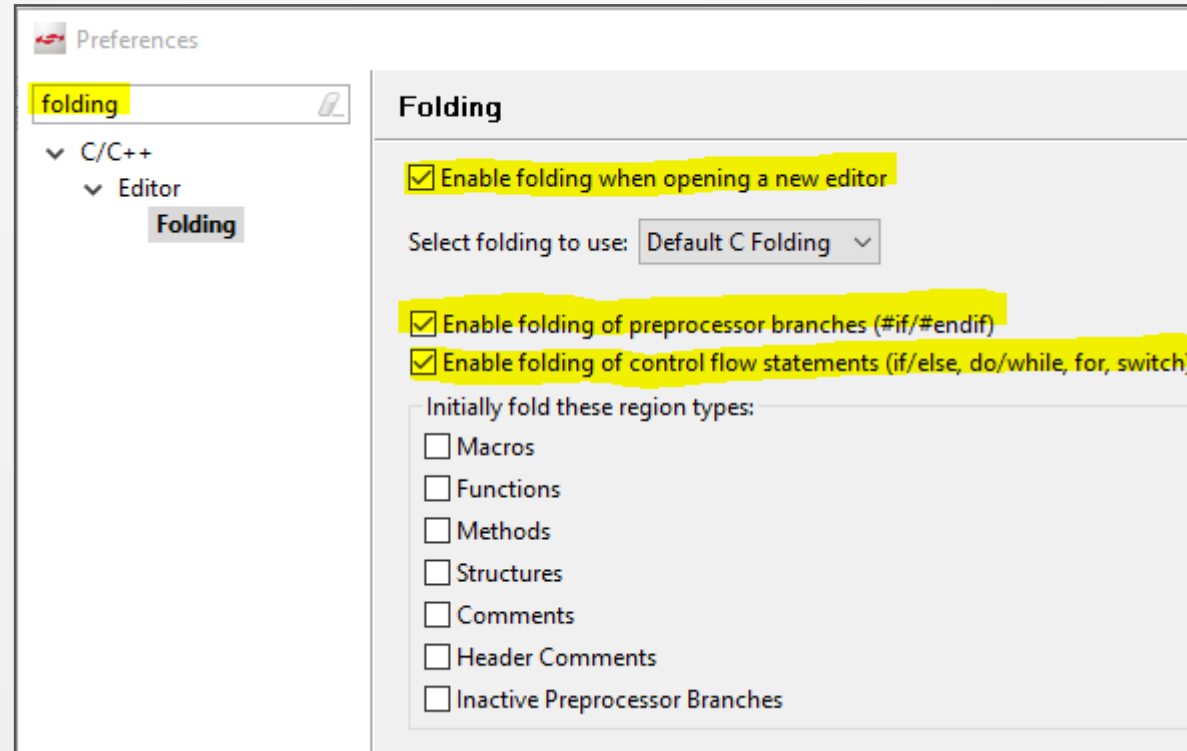 Preferences
folding
C/C++
Editor
Folding
Folding
Enable folding when opening a new editor
Select folding to use: Default C Folding
Enable folding of preprocessor branches (#if/#endif)
Enable folding of control flow statements (if/else, do/while, for, switch)
Initially fold these region types:
Macros
Functions
Methods
Structures
Comments
Header Comments
Inactive Preprocessor Branches